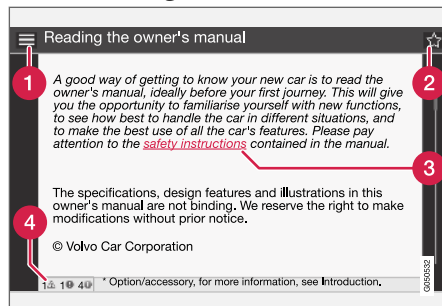 Reading the owner's manual
1
2
A good way of getting to know your new car is to read the
owner's manual, ideally before your first journey. This will give
you the opportunity to familiarise yourself with new functions,
to see how best to handle the car in different situations, and
to make the best use of all the car's features. Please pay
attention to the safety instructions contained in the manual.
3
The specifications, design features and illustrations in this
owner's manual are not binding. We reserve the right to make
modifications without prior notice.
4
© Volvo Car Corporation
1 1 4 * Option/accessory, for more information, see Introduction.
G050532